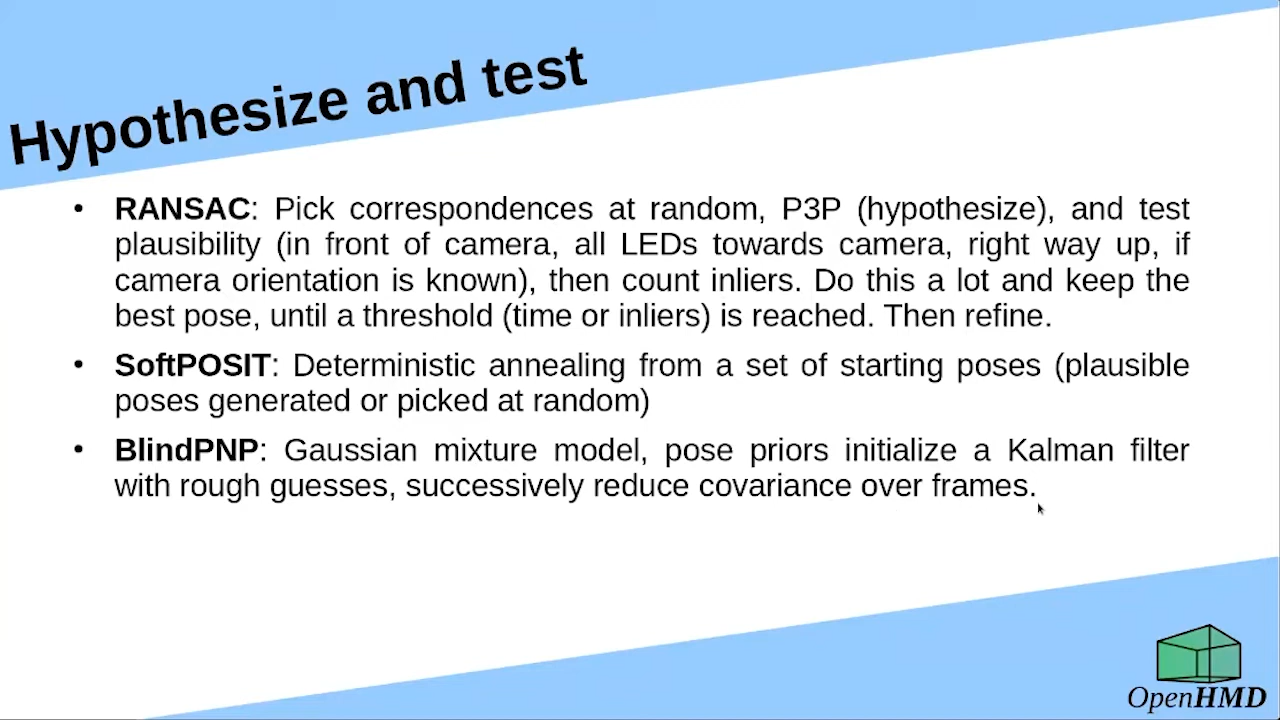 Hypothesize and test
• RANSAC: Pick correspondences at random, P3P (hypothesize), and test
plausibility (in front of camera, all LEDs towards camera, right way up, if
camera orientation is known), then count inliers. Do this a lot and keep the
best pose, until a threshold (time or inliers) is reached. Then refine.
• SoftPOSIT: Deterministic annealing from a set of starting poses (plausible
poses generated or picked at random)
• BlindPNP: Gaussian mixture model, pose priors initialize a Kalman filter
with rough guesses, successively reduce covariance over frames.
OpenHMD